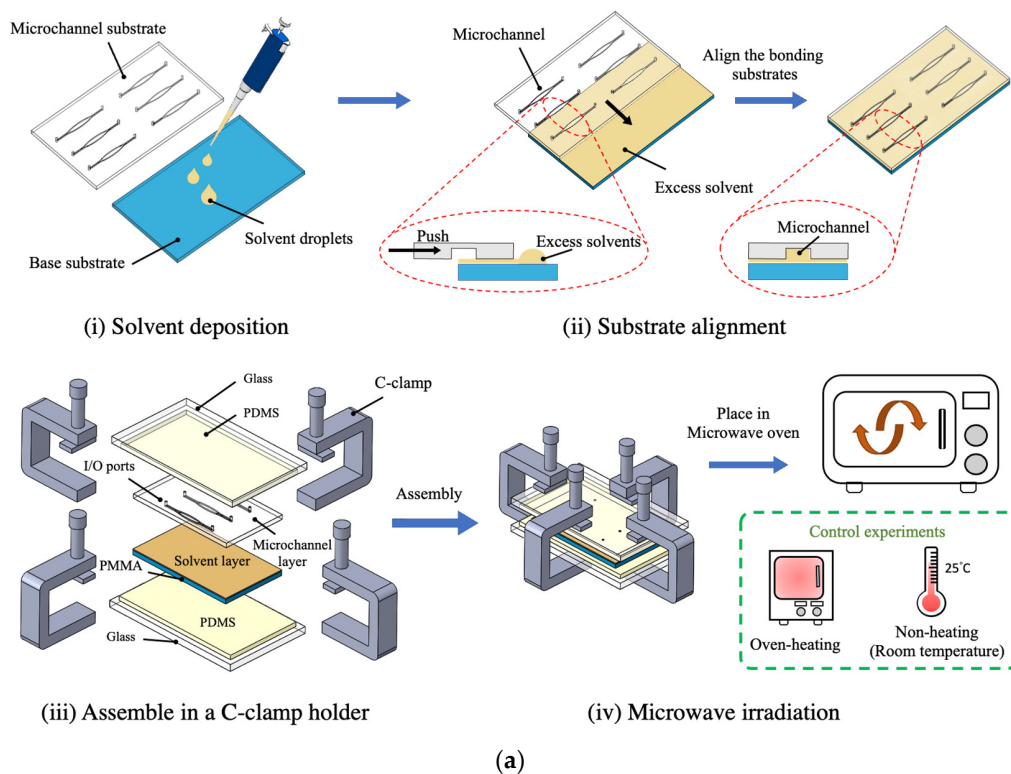 Microchannel substrate
Solvent droplets
Base substrate
(i) Solvent deposition
Microchannel
Align the bonding
substrates
Excess solvent
Push
Excess solvents
Microchannel
(ii) Substrate alignment
Glass
PDMS
C-clamp
I/O ports
Microchannel
layer
Solvent layer
PMMA
PDMS
Glass
Assembly
(iii) Assemble in a C-clamp holder
Place in
Microwave oven
Control experiments
25°C
Oven-heating
Non-heating
(Room temperature)
(iv) Microwave irradiation
(a)